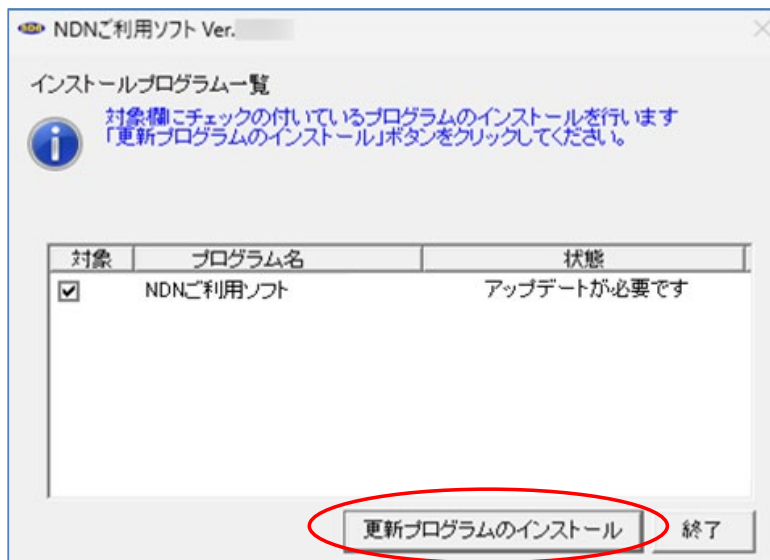 NDNご利用ソフト Ver.
インストールプログラム一覧
対象欄にチェックの付いているプログラムのインストールを行います
「更新プログラムのインストール」ボタンをクリックしてください。
対象 プログラム名 状態
NDNご利用ソフト アップデートが必要です
更新プログラムのインストール 終了